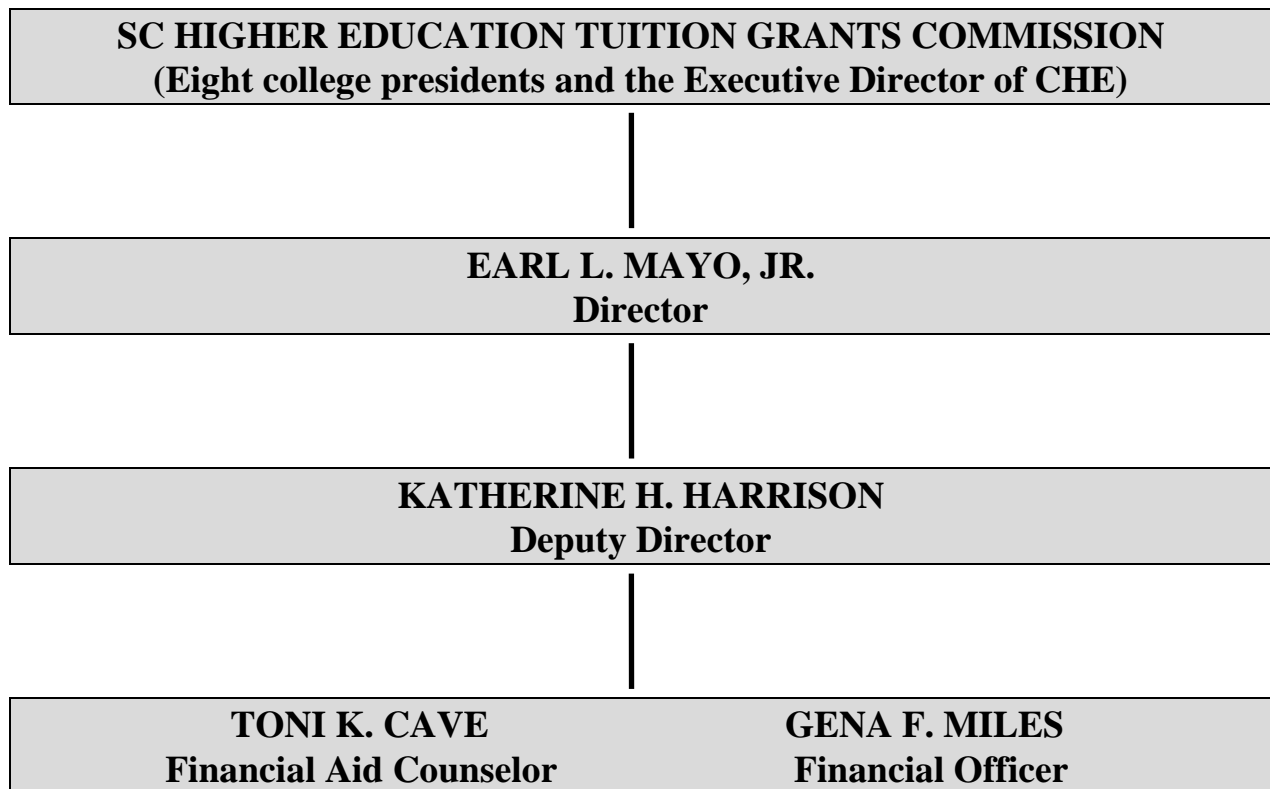 SC HIGHER EDUCATION TUITION GRANTS COMMISSION
(Eight college presidents and the Executive Director of CHE)
EARL L. MAYO, JR.
Director
KATHERINE H. HARRISON
Deputy Director
TONI K. CAVE GENA F. MILES
Financial Aid Counselor Financial Officer